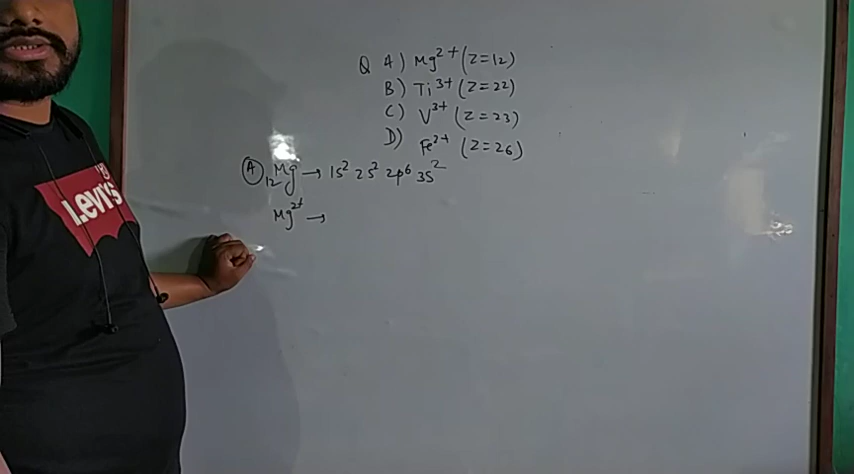 Q A) Mg²⁺ (Z=12)
B) Ti³⁺ (Z=22)
C) V³⁺ (Z=23)
D) Fe²⁺ (Z=26)
Ⓐ ₁₂Mg → 1s² 2s² 2p⁶ 3s²
Mg²⁺ →
LEVI'S